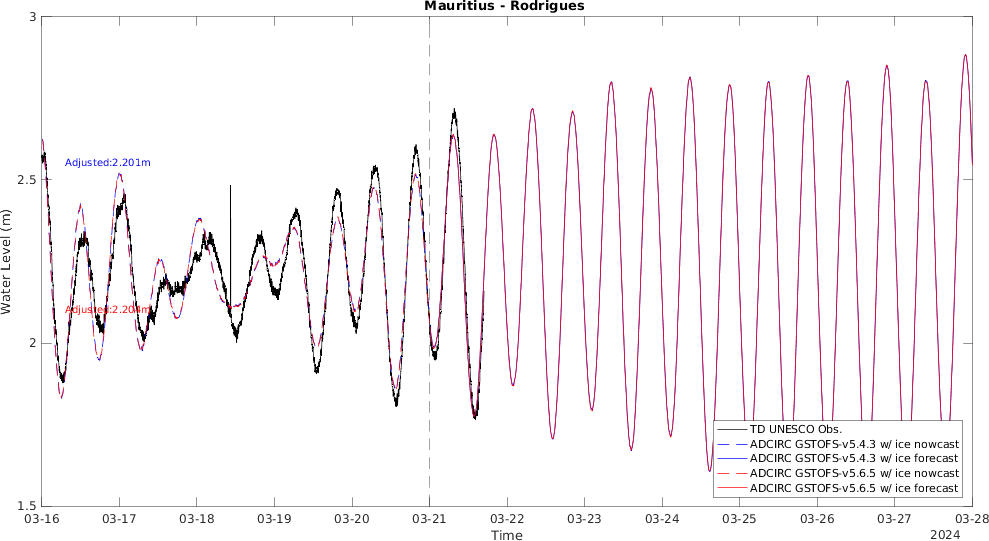 Mauritius - Rodrigues
3
2.5
2
1.5
Water Level (m)
Adjusted:2.201m
Adjusted:2.204m
TD UNESCO Obs.
ADCIRC GSTOFS-v5.4.3 w/ ice nowcast
ADCIRC GSTOFS-v5.4.3 w/ ice forecast
ADCIRC GSTOFS-v5.6.5 w/ ice nowcast
ADCIRC GSTOFS-v5.6.5 w/ ice forecast
03-16 03-17 03-18 03-19 03-20 03-21 03-22 03-23 03-24 03-25 03-26 03-27 03-28
Time
2024